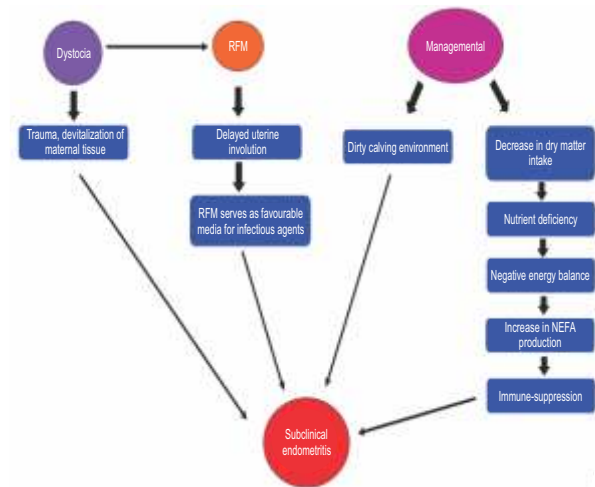 Dystocia
RFM
Managemental
Trauma, devitalization of
maternal tissue
Delayed uterine
involution
Dirty calving environment
Decrease in dry matter
intake
RFM serves as favourable
media for infectious agents
Nutrient deficiency
Negative energy balance
Increase in NEFA
production
Immune-suppression
Subclinical
endometritis